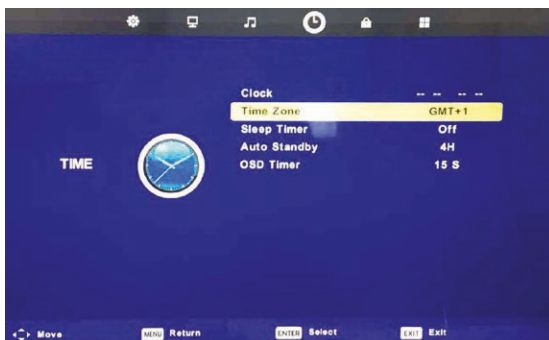 Clock -- -- -- --
Time Zone GMT+1
Sleep Timer Off
Auto Standby 4H
TIME
OSD Timer 15 S
Move MENU Return ENTER Select EXIT Exit